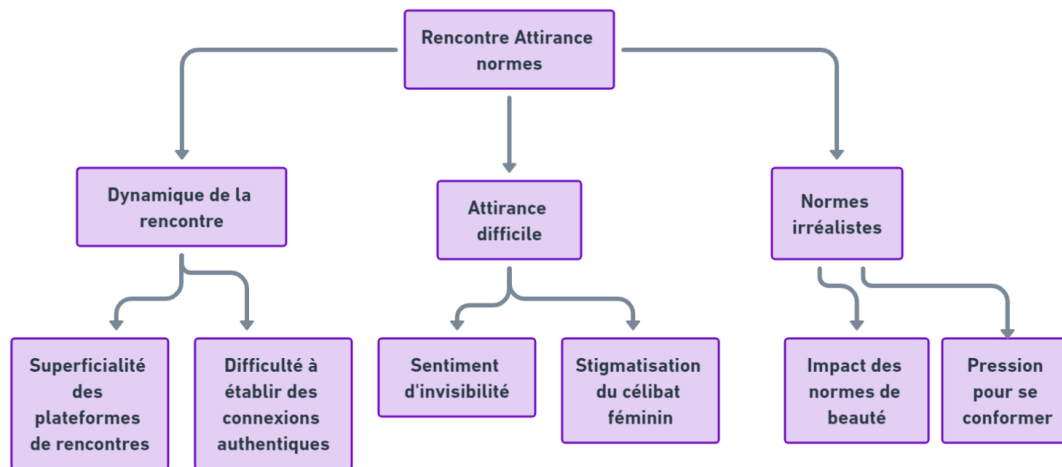 Rencontre Attirance
normes
Dynamique de la
rencontre
Attirance
difficile
Normes
irréalistes
Superficialité
des
plateformes
de rencontres
Difficulté à
établir des
connexions
authentiques
Sentiment
d'invisibilité
Stigmatisation
du célibat
féminin
Impact des
normes de
beauté
Pression
pour se
conformer